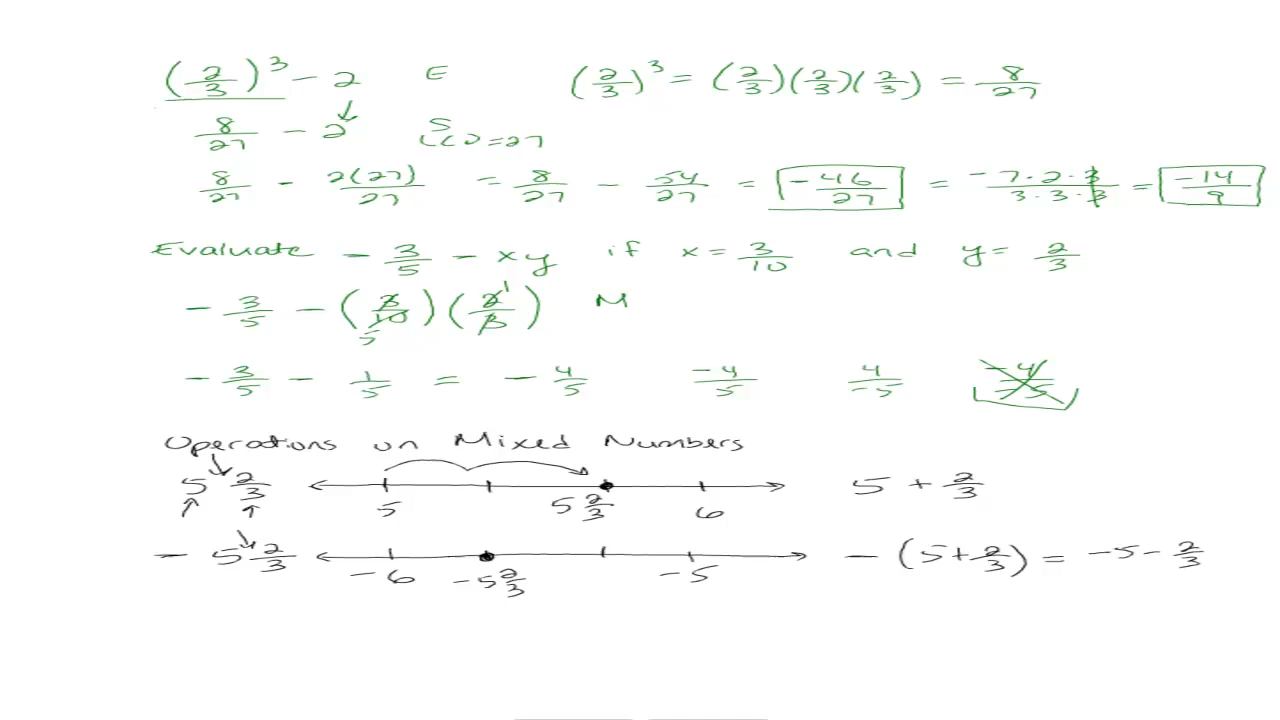 (2/3)^3 - 2 E (2/3)^3 = (2/3)(2/3)(2/3) = 8/27
8/27 - 2 S
LCD = 27
8/27 - 2(27)/27 = 8/27 - 54/27 = -46/27 = -7·2·3/3·3·3 = -14/9
Evaluate -3/5 - xy if x = 3/10 and y = 2/3
-3/5 - (3/10)(2/3) M
5 1
-3/5 - 1/5 = -4/5 -4/5 4/-5 -4/-5
Operations on Mixed Numbers
5 2/3 5 5 2/3 6 5 + 2/3
-5 2/3 -6 -5 2/3 -5 -(5 + 2/3) = -5 - 2/3